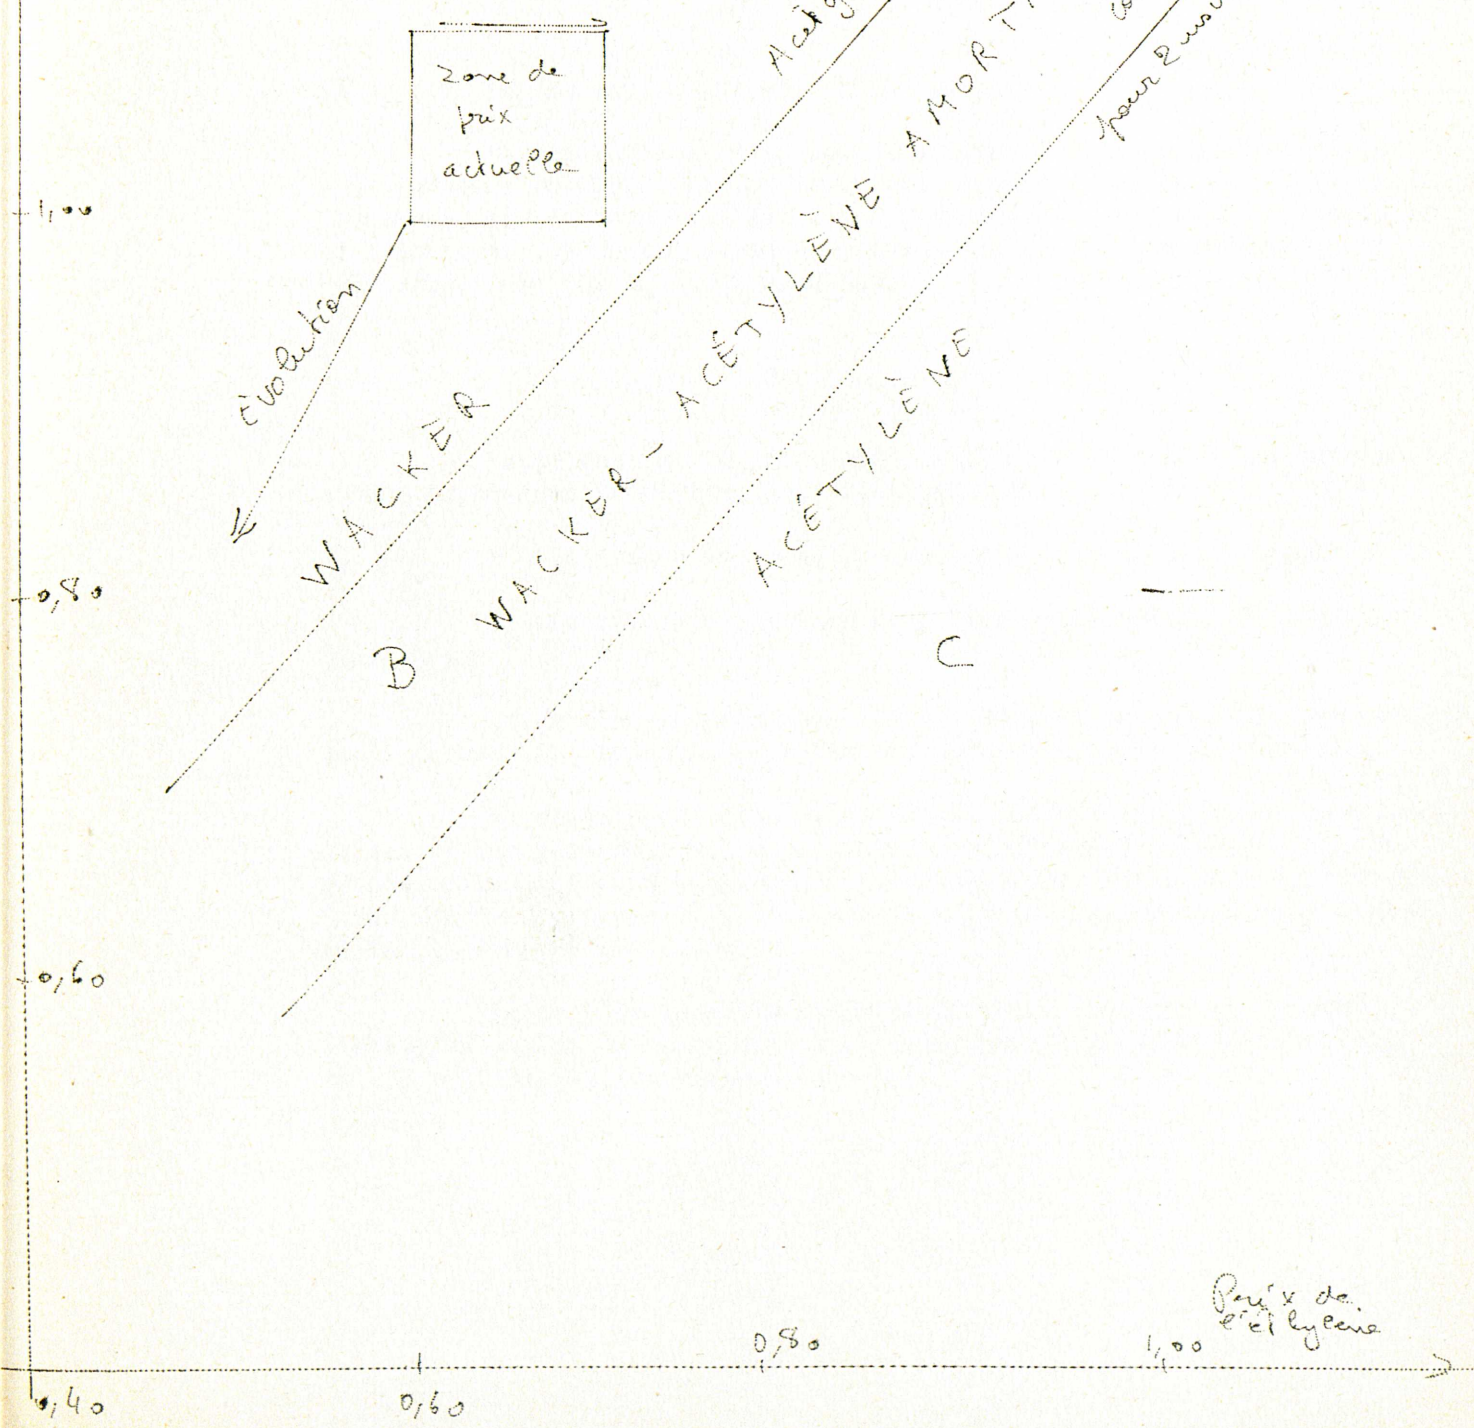 zone de
prix
actuelle
1,00
évolution
WACKER
WACKER - ACÉTYLÈNE AMORTI
ACÉTYLÈNE
pour 2
0,80
B
C
0,60
Prix de
l'éthylène
0,80
1,00
0,40
0,60